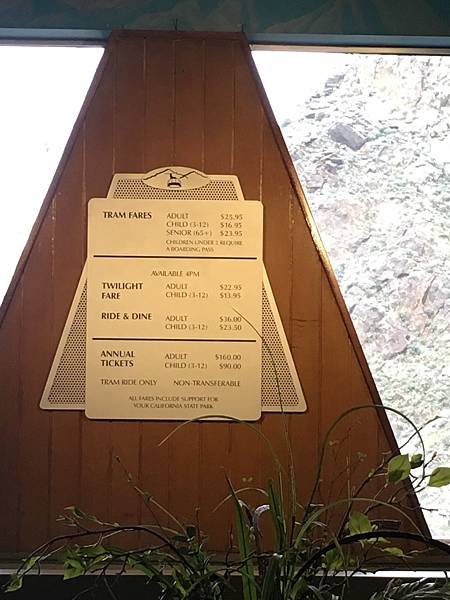 TRAM FARES ADULT $25.95
CHILD (3-12) $16.95
SENIOR (65+) $23.95
CHILDREN UNDER 3 REQUIRE
A BOARDING PASS
AVAILABLE 4PM
TWILIGHT ADULT $22.95
FARE CHILD (3-12) $13.95
RIDE & DINE ADULT $36.00
CHILD (3-12) $23.50
ANNUAL ADULT $160.00
TICKETS CHILD (3-12) $90.00
TRAM RIDE ONLY NON-TRANSFERABLE
ALL FARES INCLUDE SUPPORT FOR
YOUR CALIFORNIA STATE PARK